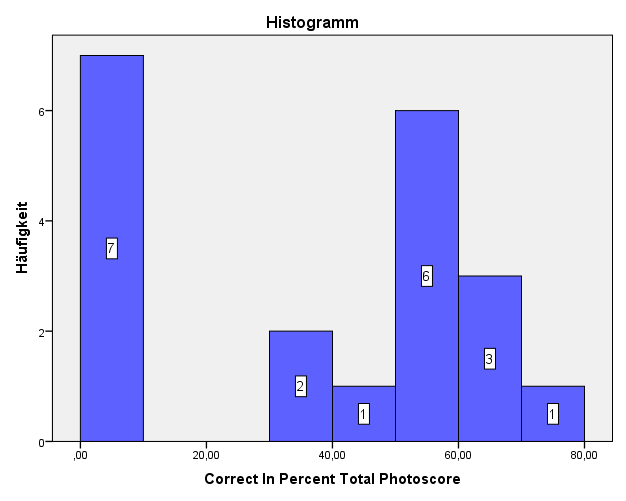 Histogramm
Häufigkeit
6
4
2
0
7
2
1
6
3
1
,00 20,00 40,00 60,00 80,00
Correct In Percent Total Photoscore